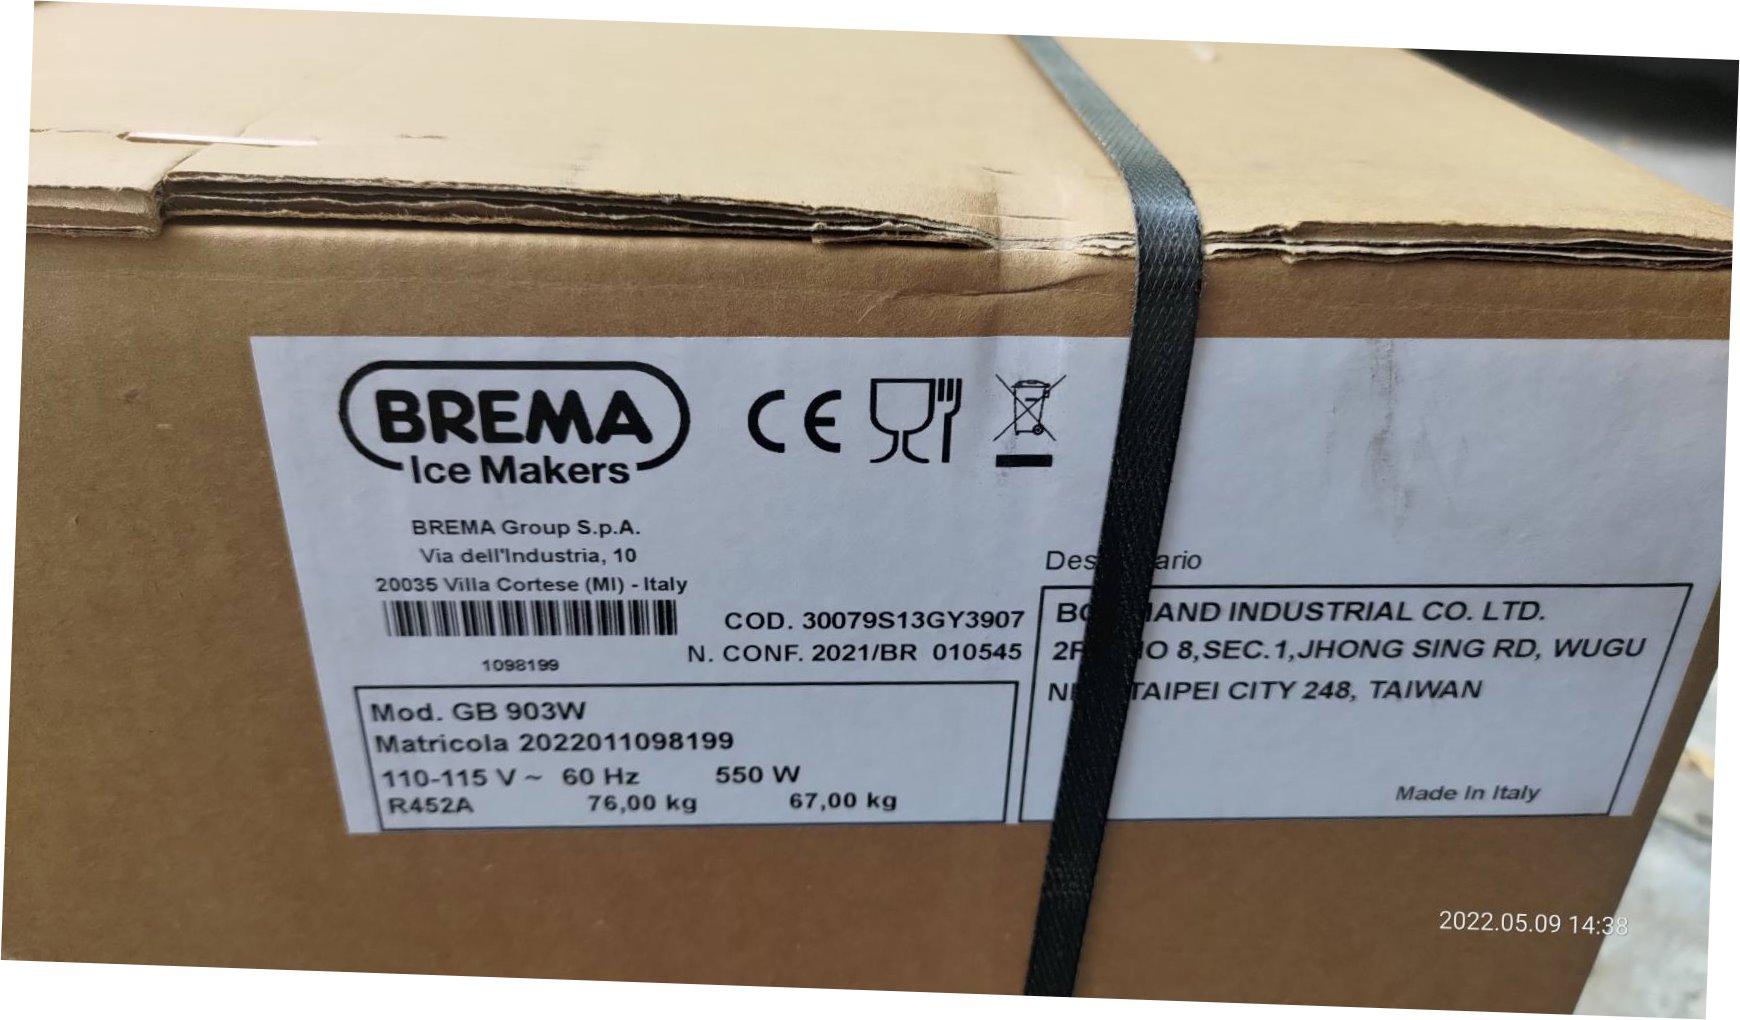 BREMA
Ice Makers
CE
BREMA Group S.p.A.
Via dell'Industria, 10
20035 Villa Cortese (MI) - Italy
1098199
COD. 30079S13GY3907
N. CONF. 2021/BR 010545
Mod. GB 903W
Matricola 2022011098199
110-115 V ~ 60 Hz 550 W
R452A 76,00 kg 67,00 kg
INDUSTRIAL CO. LTD.
8,SEC.1,JHONG SING RD, WUGU
TAIPEI CITY 248, TAIWAN
Made In Italy
2022.05.09 14:38